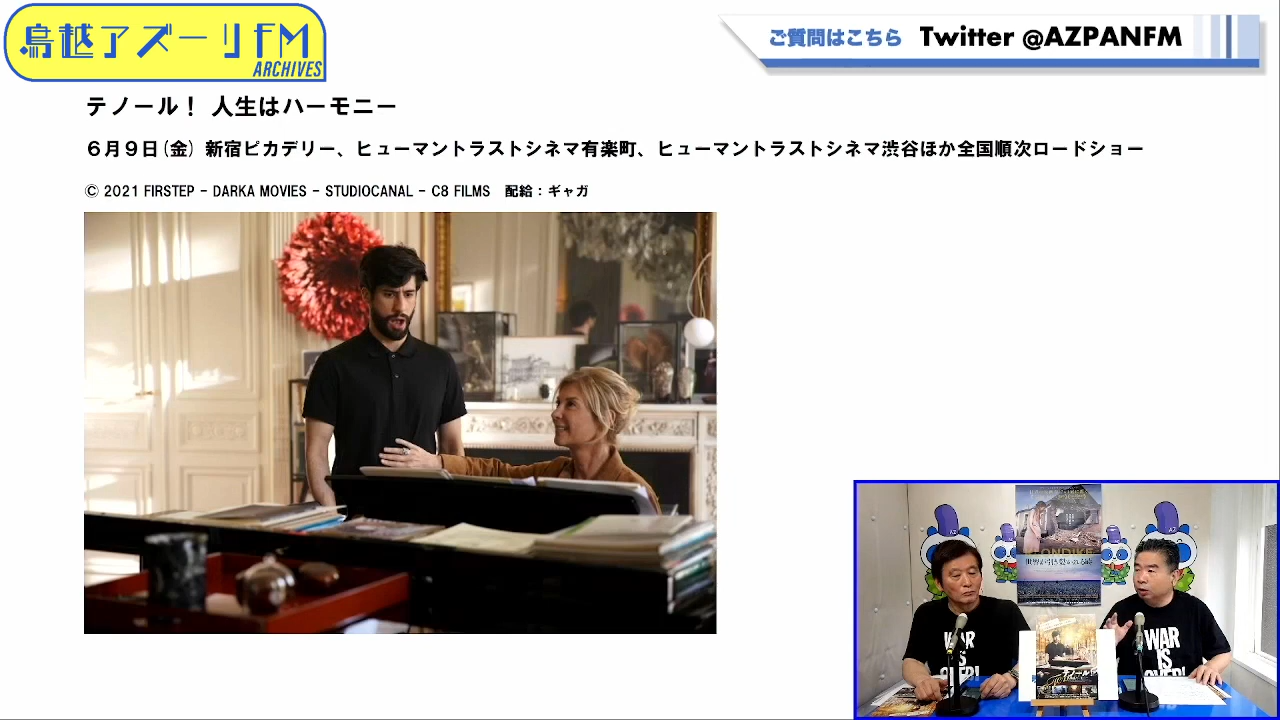 鳥越アズーリFM
ARCHIVES
ご質問はこちら Twitter @AZPANFM
テノール！ 人生はハーモニー
６月９日(金) 新宿ピカデリー、ヒューマントラストシネマ有楽町、ヒューマントラストシネマ渋谷ほか全国順次ロードショー
© 2021 FIRSTEP - DARKA MOVIES - STUDIOCANAL - C8 FILMS 配給：ギャガ
WAR
IS
OVER!
WAR
IS
OVER!